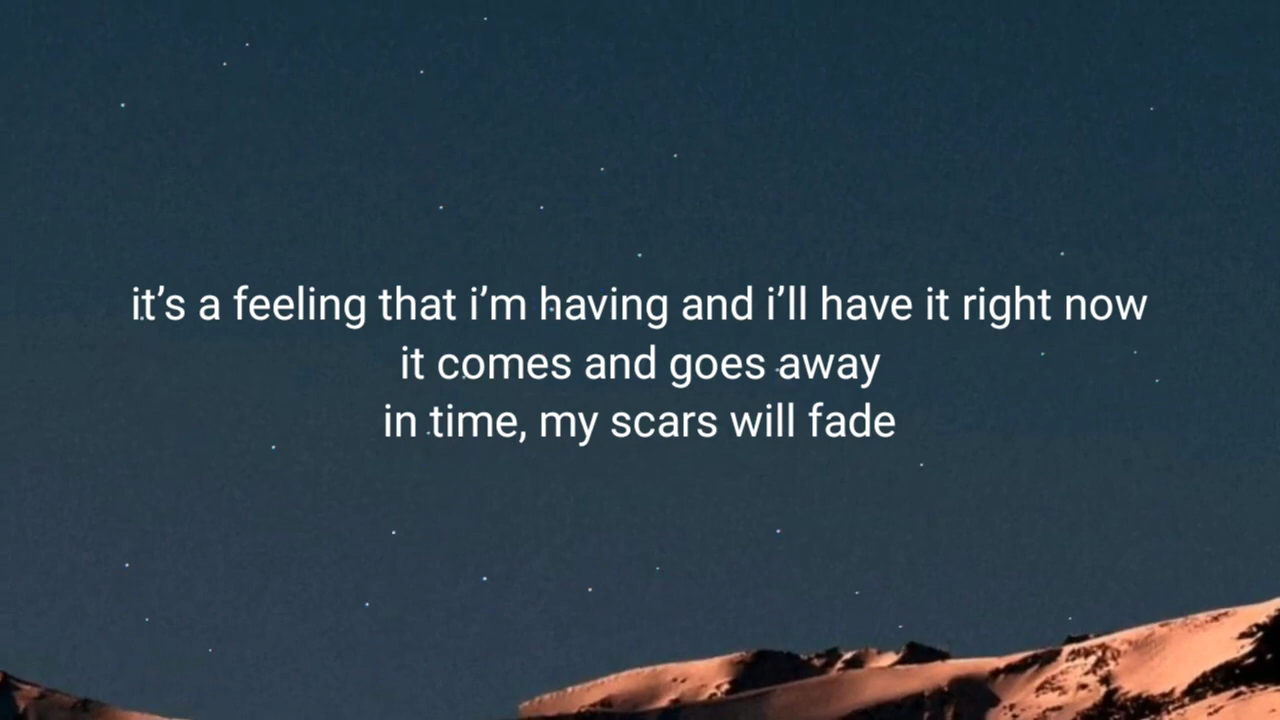 it’s a feeling that i’m having and i’ll have it right now
it comes and goes away
in time, my scars will fade